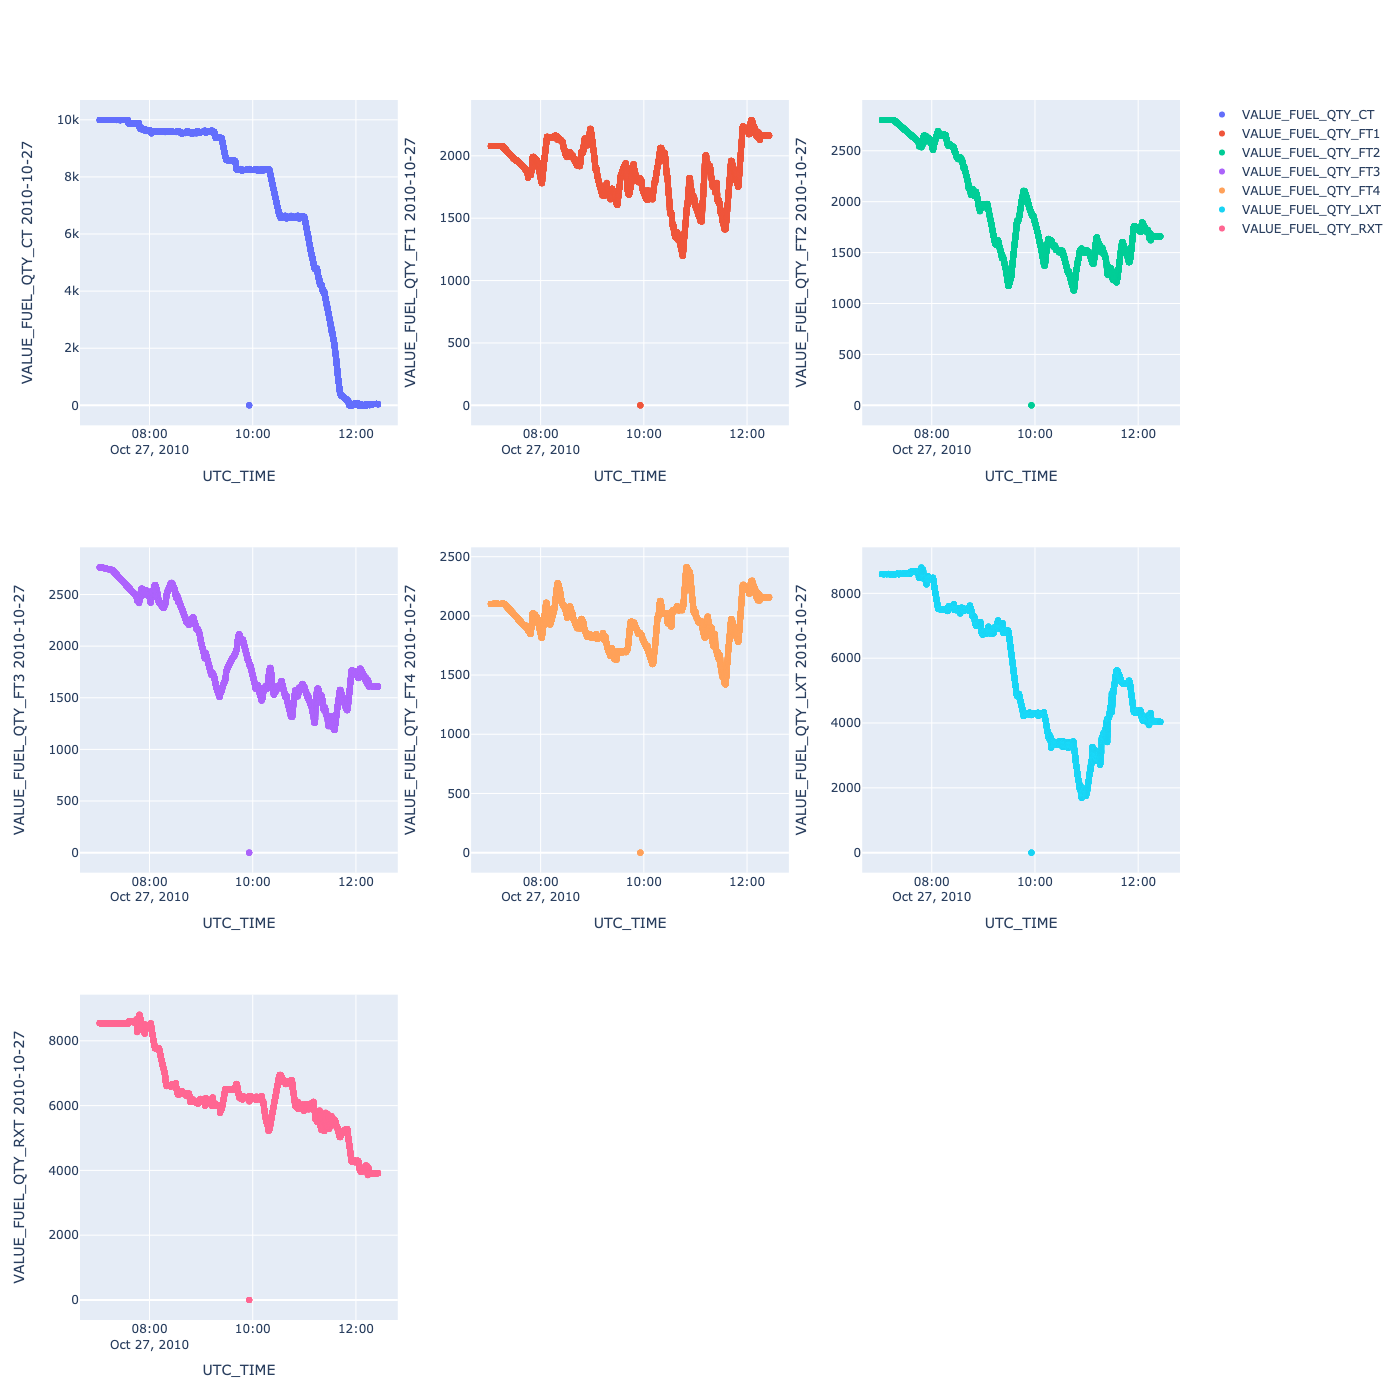 VALUE_FUEL_QTY_CT 2010-10-27
10k
8k
6k
4k
2k
0
08:00
10:00
12:00
Oct 27, 2010
UTC_TIME
VALUE_FUEL_QTY_FT1 2010-10-27
2000
1500
1000
500
0
08:00
10:00
12:00
Oct 27, 2010
UTC_TIME
VALUE_FUEL_QTY_FT2 2010-10-27
2500
2000
1500
1000
500
0
08:00
10:00
12:00
Oct 27, 2010
UTC_TIME
VALUE_FUEL_QTY_CT
VALUE_FUEL_QTY_FT1
VALUE_FUEL_QTY_FT2
VALUE_FUEL_QTY_FT3
VALUE_FUEL_QTY_FT4
VALUE_FUEL_QTY_LXT
VALUE_FUEL_QTY_RXT
VALUE_FUEL_QTY_FT3 2010-10-27
2500
2000
1500
1000
500
0
08:00
10:00
12:00
Oct 27, 2010
UTC_TIME
VALUE_FUEL_QTY_FT4 2010-10-27
2500
2000
1500
1000
500
0
08:00
10:00
12:00
Oct 27, 2010
UTC_TIME
VALUE_FUEL_QTY_LXT 2010-10-27
8000
6000
4000
2000
0
08:00
10:00
12:00
Oct 27, 2010
UTC_TIME
VALUE_FUEL_QTY_RXT 2010-10-27
8000
6000
4000
2000
0
08:00
10:00
12:00
Oct 27, 2010
UTC_TIME